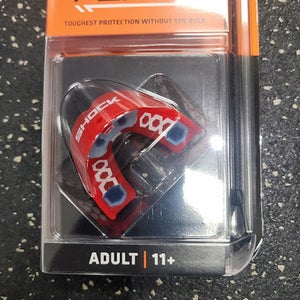 TOUGHEST PROTECTION WITHOUT THE BULK
SHOCK
ADULT | 11+